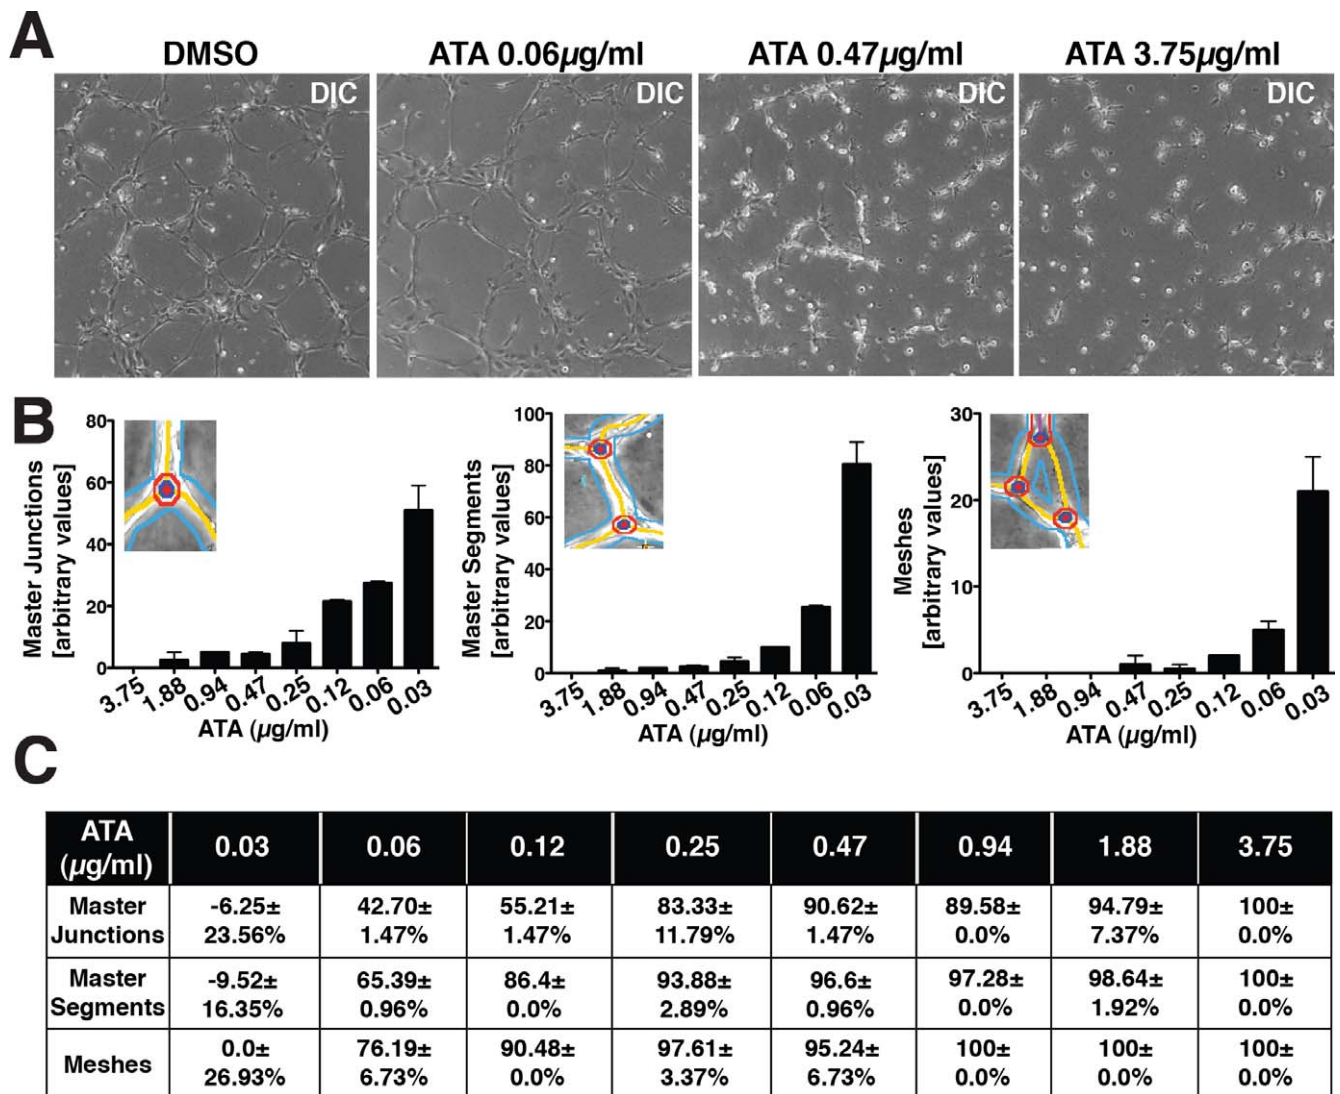 A
DMSO
ATA 0.06µg/ml
ATA 0.47µg/ml
ATA 3.75µg/ml
DIC
DIC
DIC
DIC
B
Master Junctions
[arbitrary values]
80
60
40
20
0
3.75 1.88 0.94 0.47 0.25 0.12 0.06 0.03
ATA (µg/ml)
Master Segments
[arbitrary values]
100
80
60
40
20
0
3.75 1.88 0.94 0.47 0.25 0.12 0.06 0.03
ATA (µg/ml)
Meshes
[arbitrary values]
30
20
10
0
3.75 1.88 0.94 0.47 0.25 0.12 0.06 0.03
ATA (µg/ml)
C
ATA
(µg/ml)
0.03 0.06 0.12 0.25 0.47 0.94 1.88 3.75
Master -6.25± 42.70± 55.21± 83.33± 90.62± 89.58± 94.79± 100±
Junctions 23.56% 1.47% 1.47% 11.79% 1.47% 0.0% 7.37% 0.0%
Master -9.52± 65.39± 86.4± 93.88± 96.6± 97.28± 98.64± 100±
Segments 16.35% 0.96% 0.0% 2.89% 0.96% 0.0% 1.92% 0.0%
Meshes
0.0± 76.19± 90.48± 97.61± 95.24± 100± 100± 100±
26.93% 6.73% 0.0% 3.37% 6.73% 0.0% 0.0% 0.0%